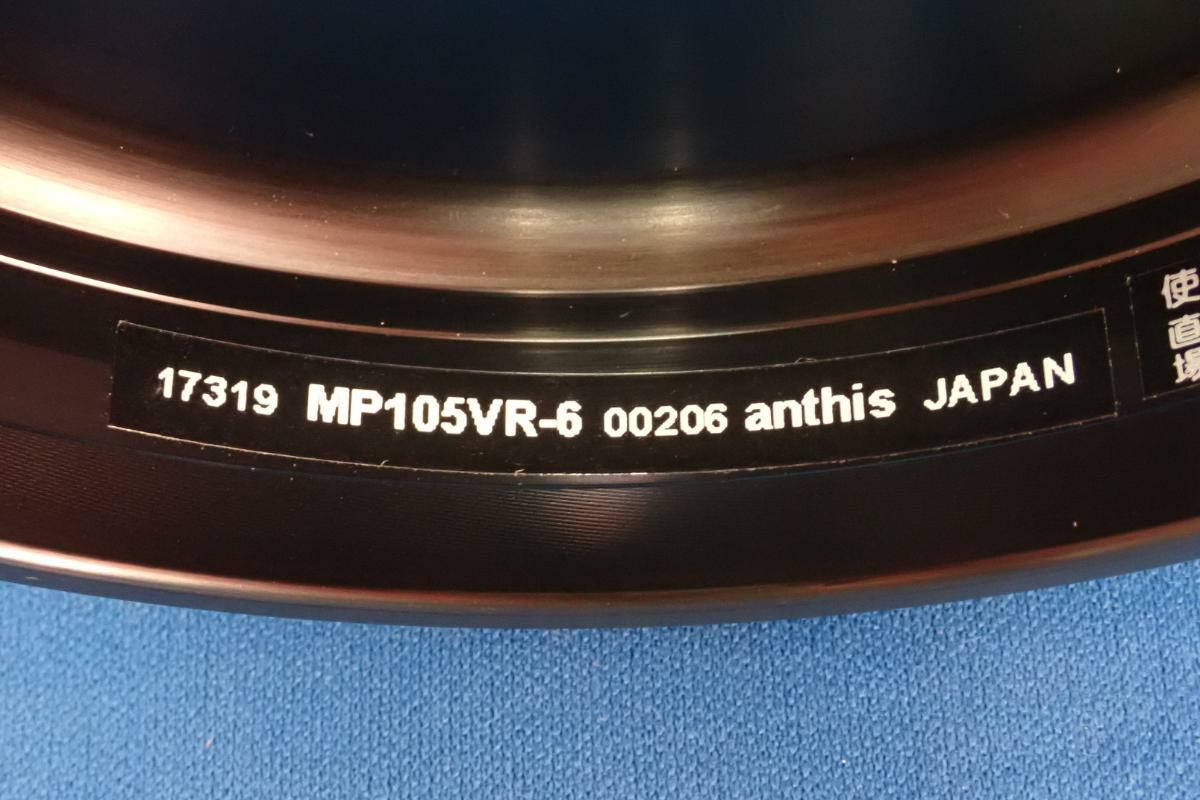 17319 MP105VR-6 00206 anthis JAPAN
使
直
場